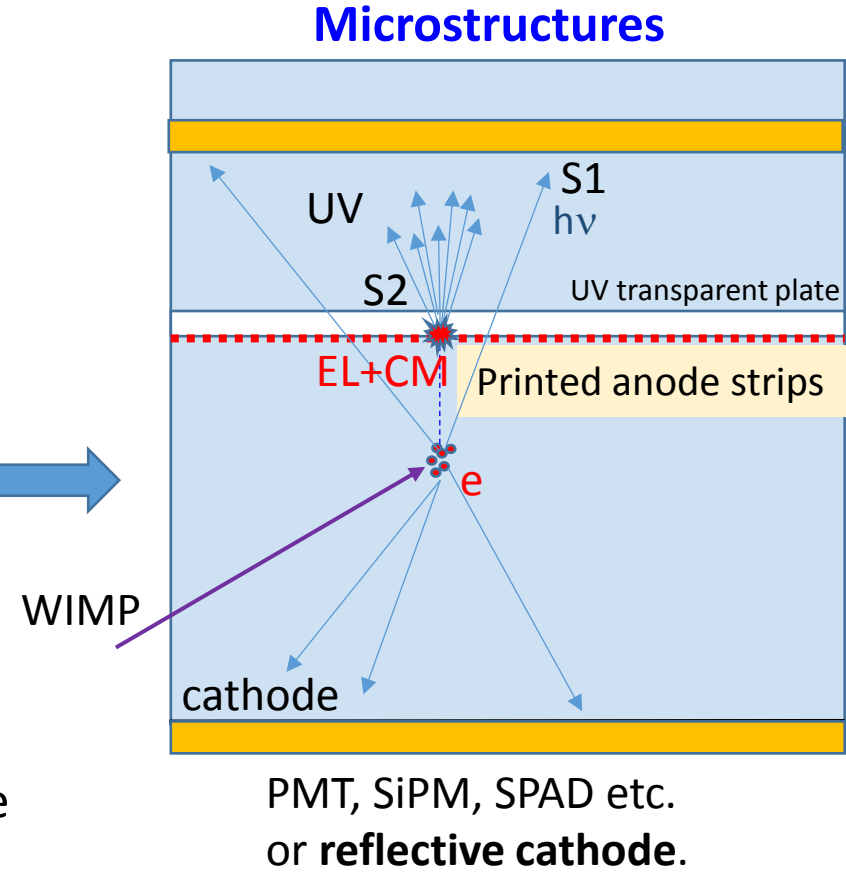 Microstructures
S1
UV
hν
S2
UV transparent plate
EL+CM
Printed anode strips
e
WIMP
cathode
e
PMT, SiPM, SPAD etc.
or reflective cathode.